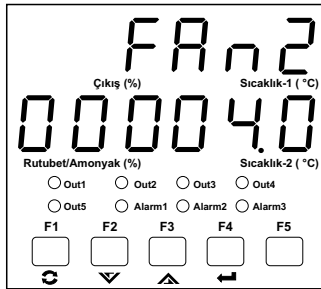 FAn2
Çıkış (%) Sıcaklık-1 ( °C)
00004.0
Rutubet/Amonyak (%) Sıcaklık-2 ( °C)
Out1 Out2 Out3 Out4
Out5 Alarm1 Alarm2 Alarm3
F1 F2 F3 F4 F5